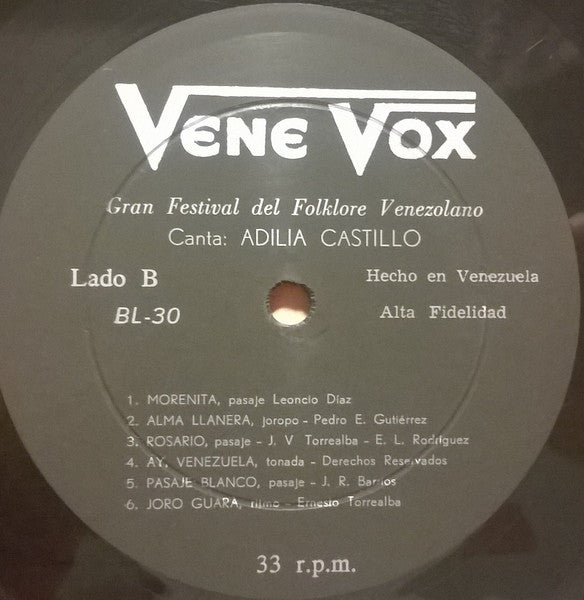 VENE VOX
Gran Festival del Folklore Venezolano
Canta: ADILIA CASTILLO
Lado B
Hecho en Venezuela
BL-30
Alta Fidelidad
1. MORENITA, pasaje Leoncio Díaz
2. ALMA LLANERA, joropo - Pedro E. Gutiérrez
3. ROSARIO, pasaje - J. V Torrealba - E. L. Rodríguez
4. AY, VENEZUELA, tonada - Derechos Reservados
5. PASAJE BLANCO, pasaje - J. R. Barrios
6. JORO GUARA, ritmo - Ernesto Torrealba
33 r.p.m.